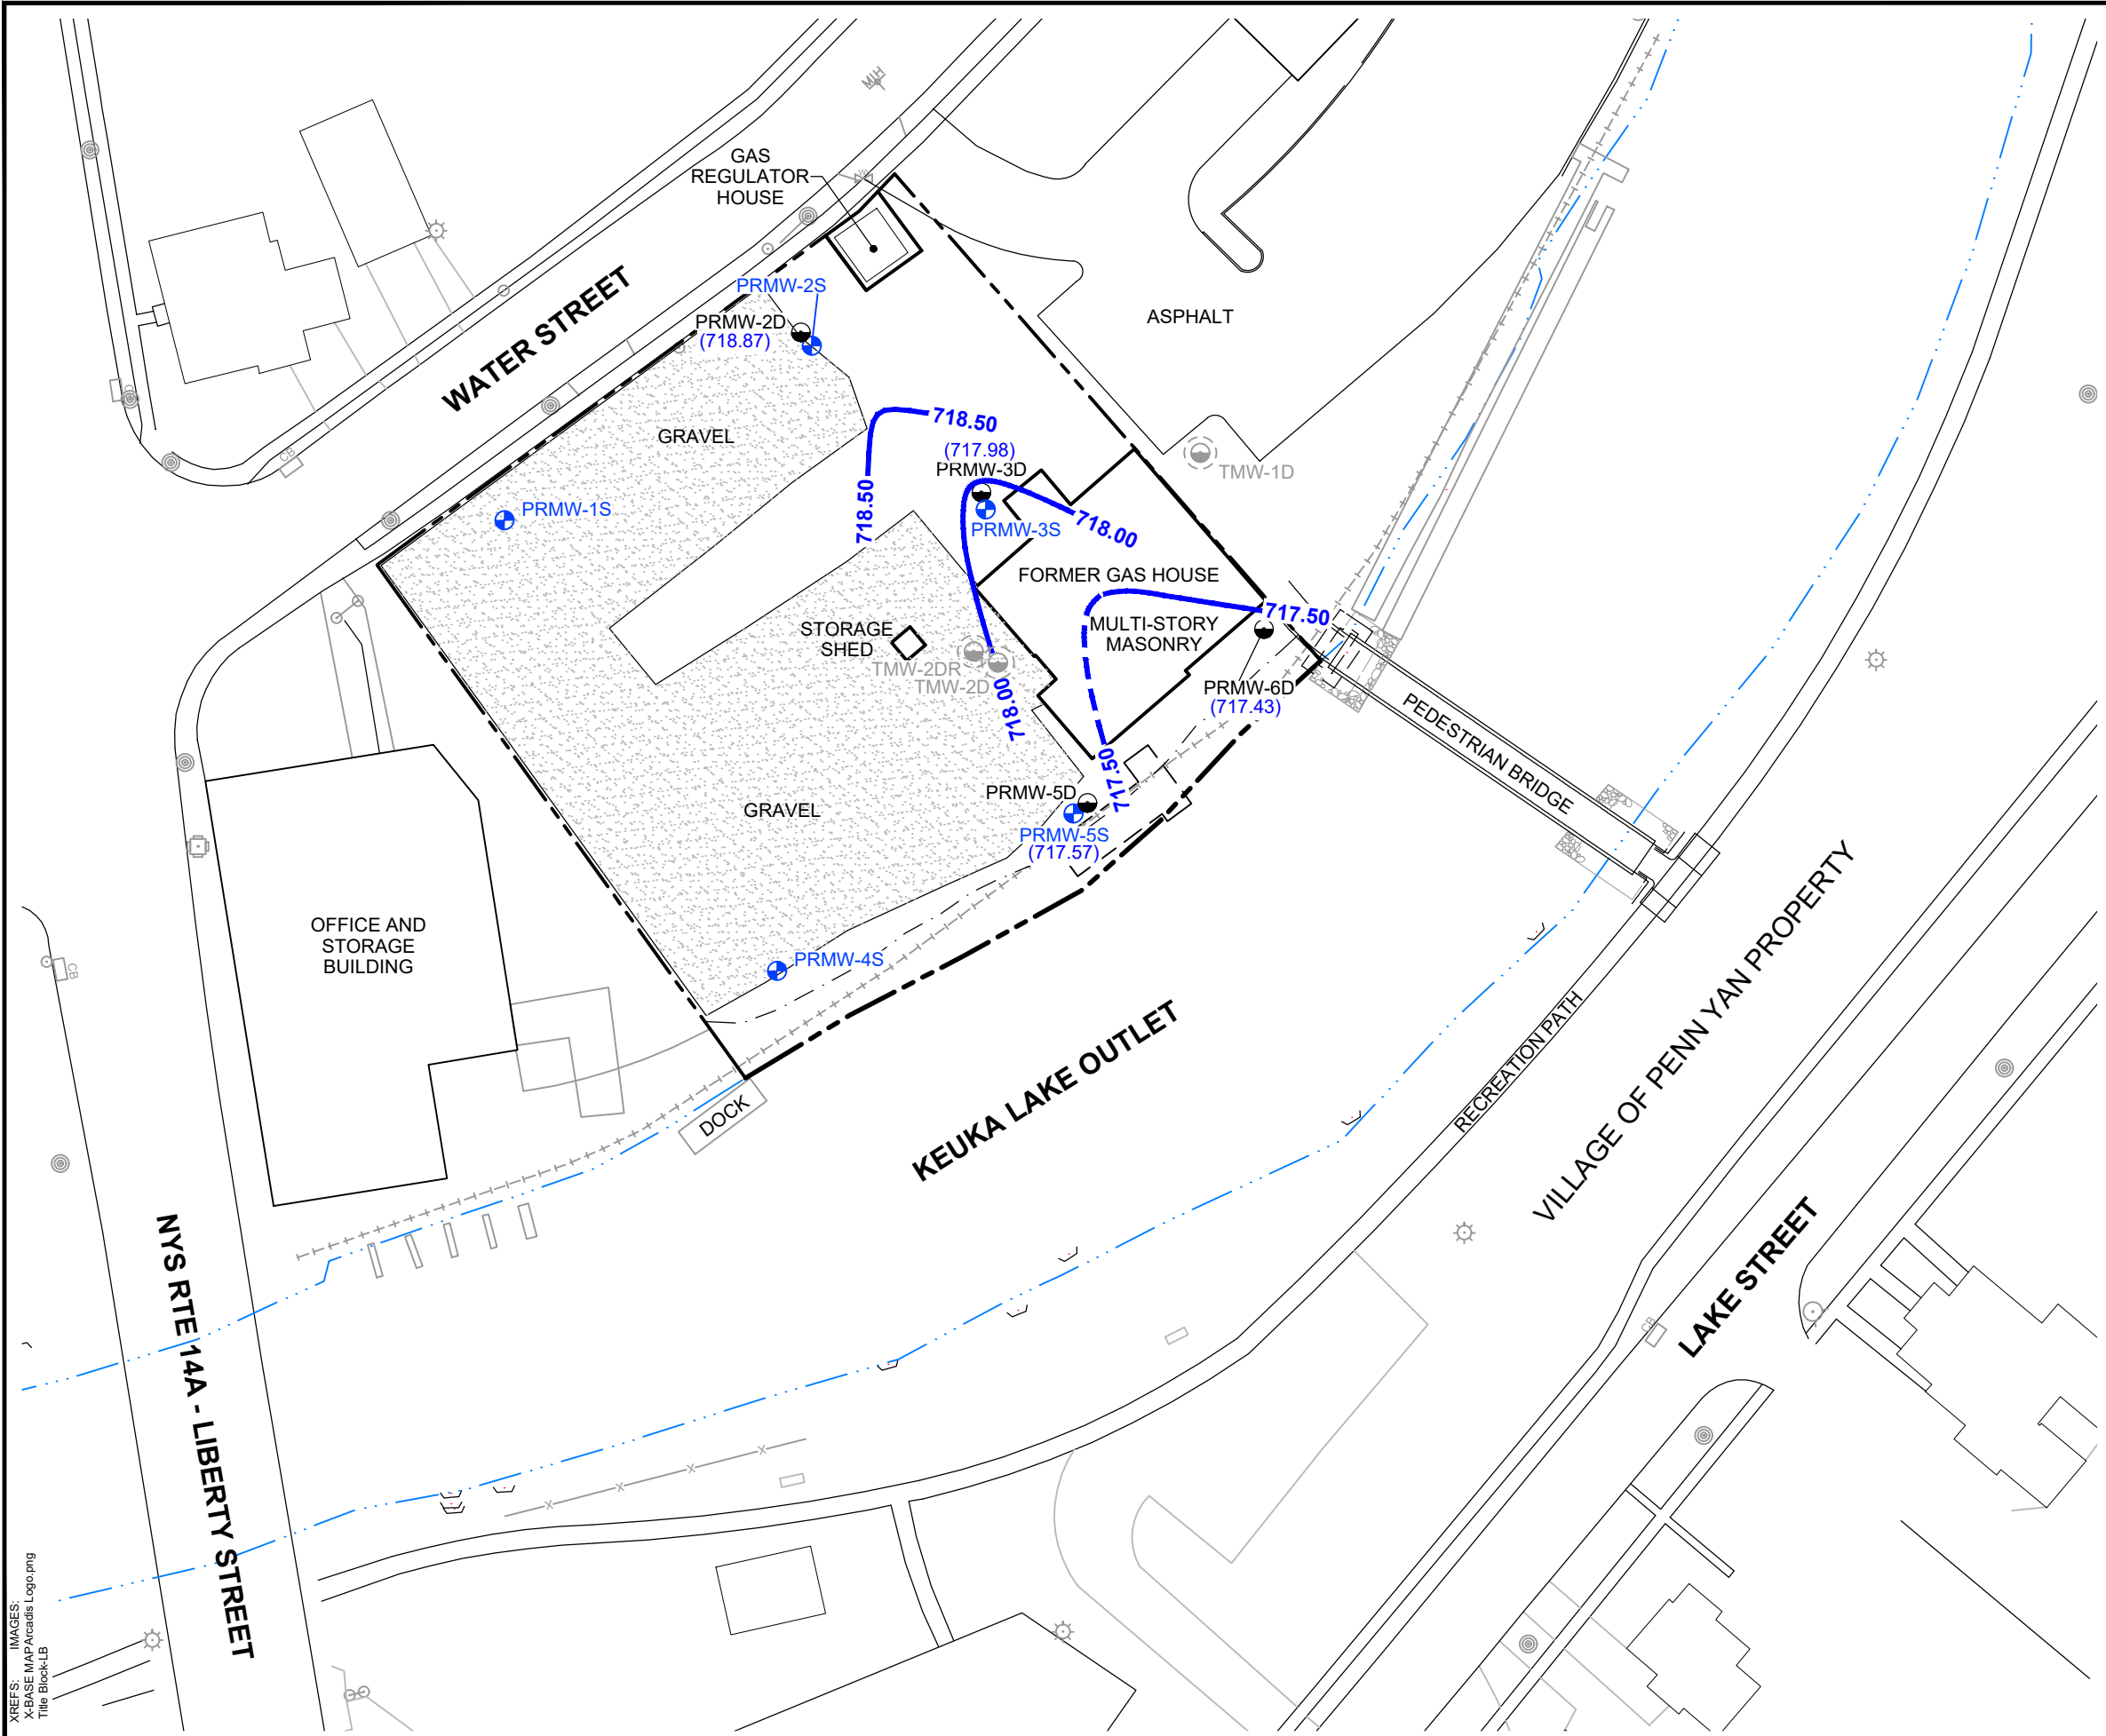 MH
GAS
REGULATOR
HOUSE
PRMW-2S
PRMW-2D
(718.87)
WATER STREET
ASPHALT
GRAVEL
718.50
(717.98)
PRMW-3D
TMW-1D
CB
718.50
PRMW-1S
PRMW-3S
718.00
FORMER GAS HOUSE
717.50
MULTI-STORY
MASONRY
STORAGE
SHED
TMW-2DR
TMW-2D
718.00
PRMW-6D
(717.43)
PEDESTRIAN BRIDGE
717.50
PRMW-5D
GRAVEL
PRMW-5S
(717.57)
OFFICE AND
STORAGE
BUILDING
CB
PRMW-4S
KEUKA LAKE OUTLET
DOCK
RECREATION PATH
VILLAGE OF PENN YAN PROPERTY
NYS RTE 14A - LIBERTY STREET
LAKE STREET
CB
XREFS: IMAGES:
X-BASE MAP Arcadis Logo.png
Title Block-LB